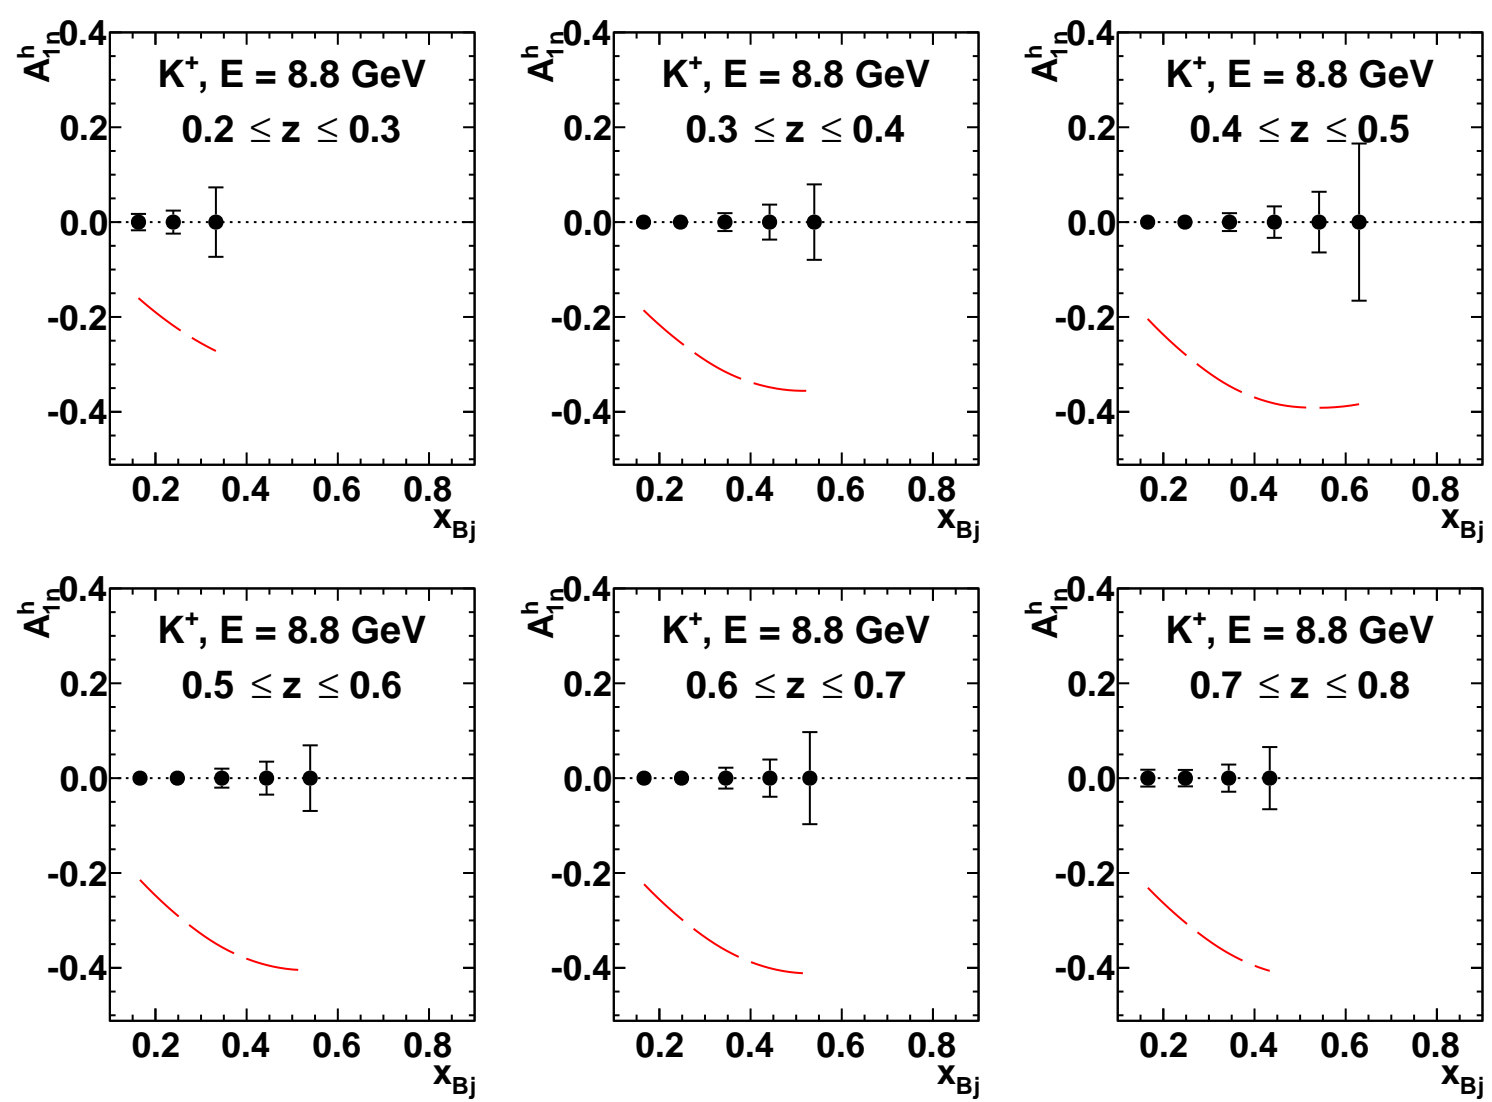 A^h_1n
0.4
0.2
0.0
-0.2
-0.4
K⁺, E = 8.8 GeV
0.2 ≤ z ≤ 0.3
0.2 0.4 0.6 0.8
x_Bj
A^h_1n
0.4
0.2
0.0
-0.2
-0.4
K⁺, E = 8.8 GeV
0.3 ≤ z ≤ 0.4
0.2 0.4 0.6 0.8
x_Bj
A^h_1n
0.4
0.2
0.0
-0.2
-0.4
K⁺, E = 8.8 GeV
0.4 ≤ z ≤ 0.5
0.2 0.4 0.6 0.8
x_Bj
A^h_1n
0.4
0.2
0.0
-0.2
-0.4
K⁺, E = 8.8 GeV
0.5 ≤ z ≤ 0.6
0.2 0.4 0.6 0.8
x_Bj
A^h_1n
0.4
0.2
0.0
-0.2
-0.4
K⁺, E = 8.8 GeV
0.6 ≤ z ≤ 0.7
0.2 0.4 0.6 0.8
x_Bj
A^h_1n
0.4
0.2
0.0
-0.2
-0.4
K⁺, E = 8.8 GeV
0.7 ≤ z ≤ 0.8
0.2 0.4 0.6 0.8
x_Bj